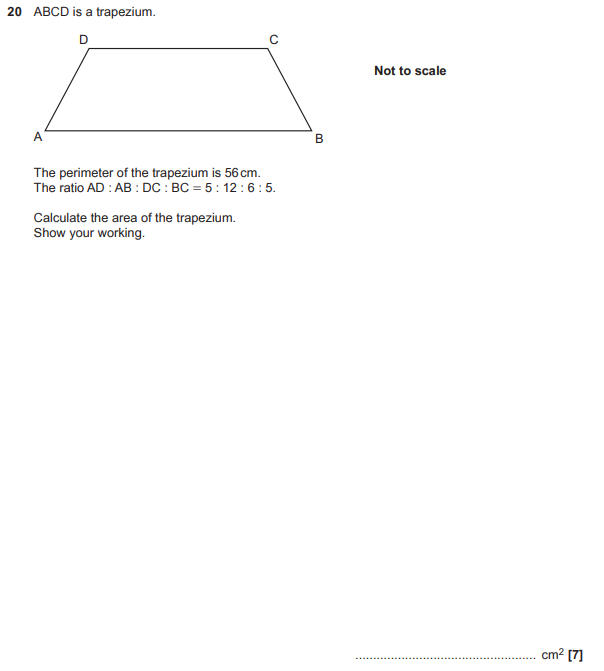 20 ABCD is a trapezium.
D C
Not to scale
A B
The perimeter of the trapezium is 56 cm.
The ratio AD : AB : DC : BC = 5 : 12 : 6 : 5.
Calculate the area of the trapezium.
Show your working.
.................................................. cm² [7]